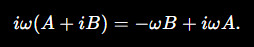 iω(A + iB) = −ωB + iωA.